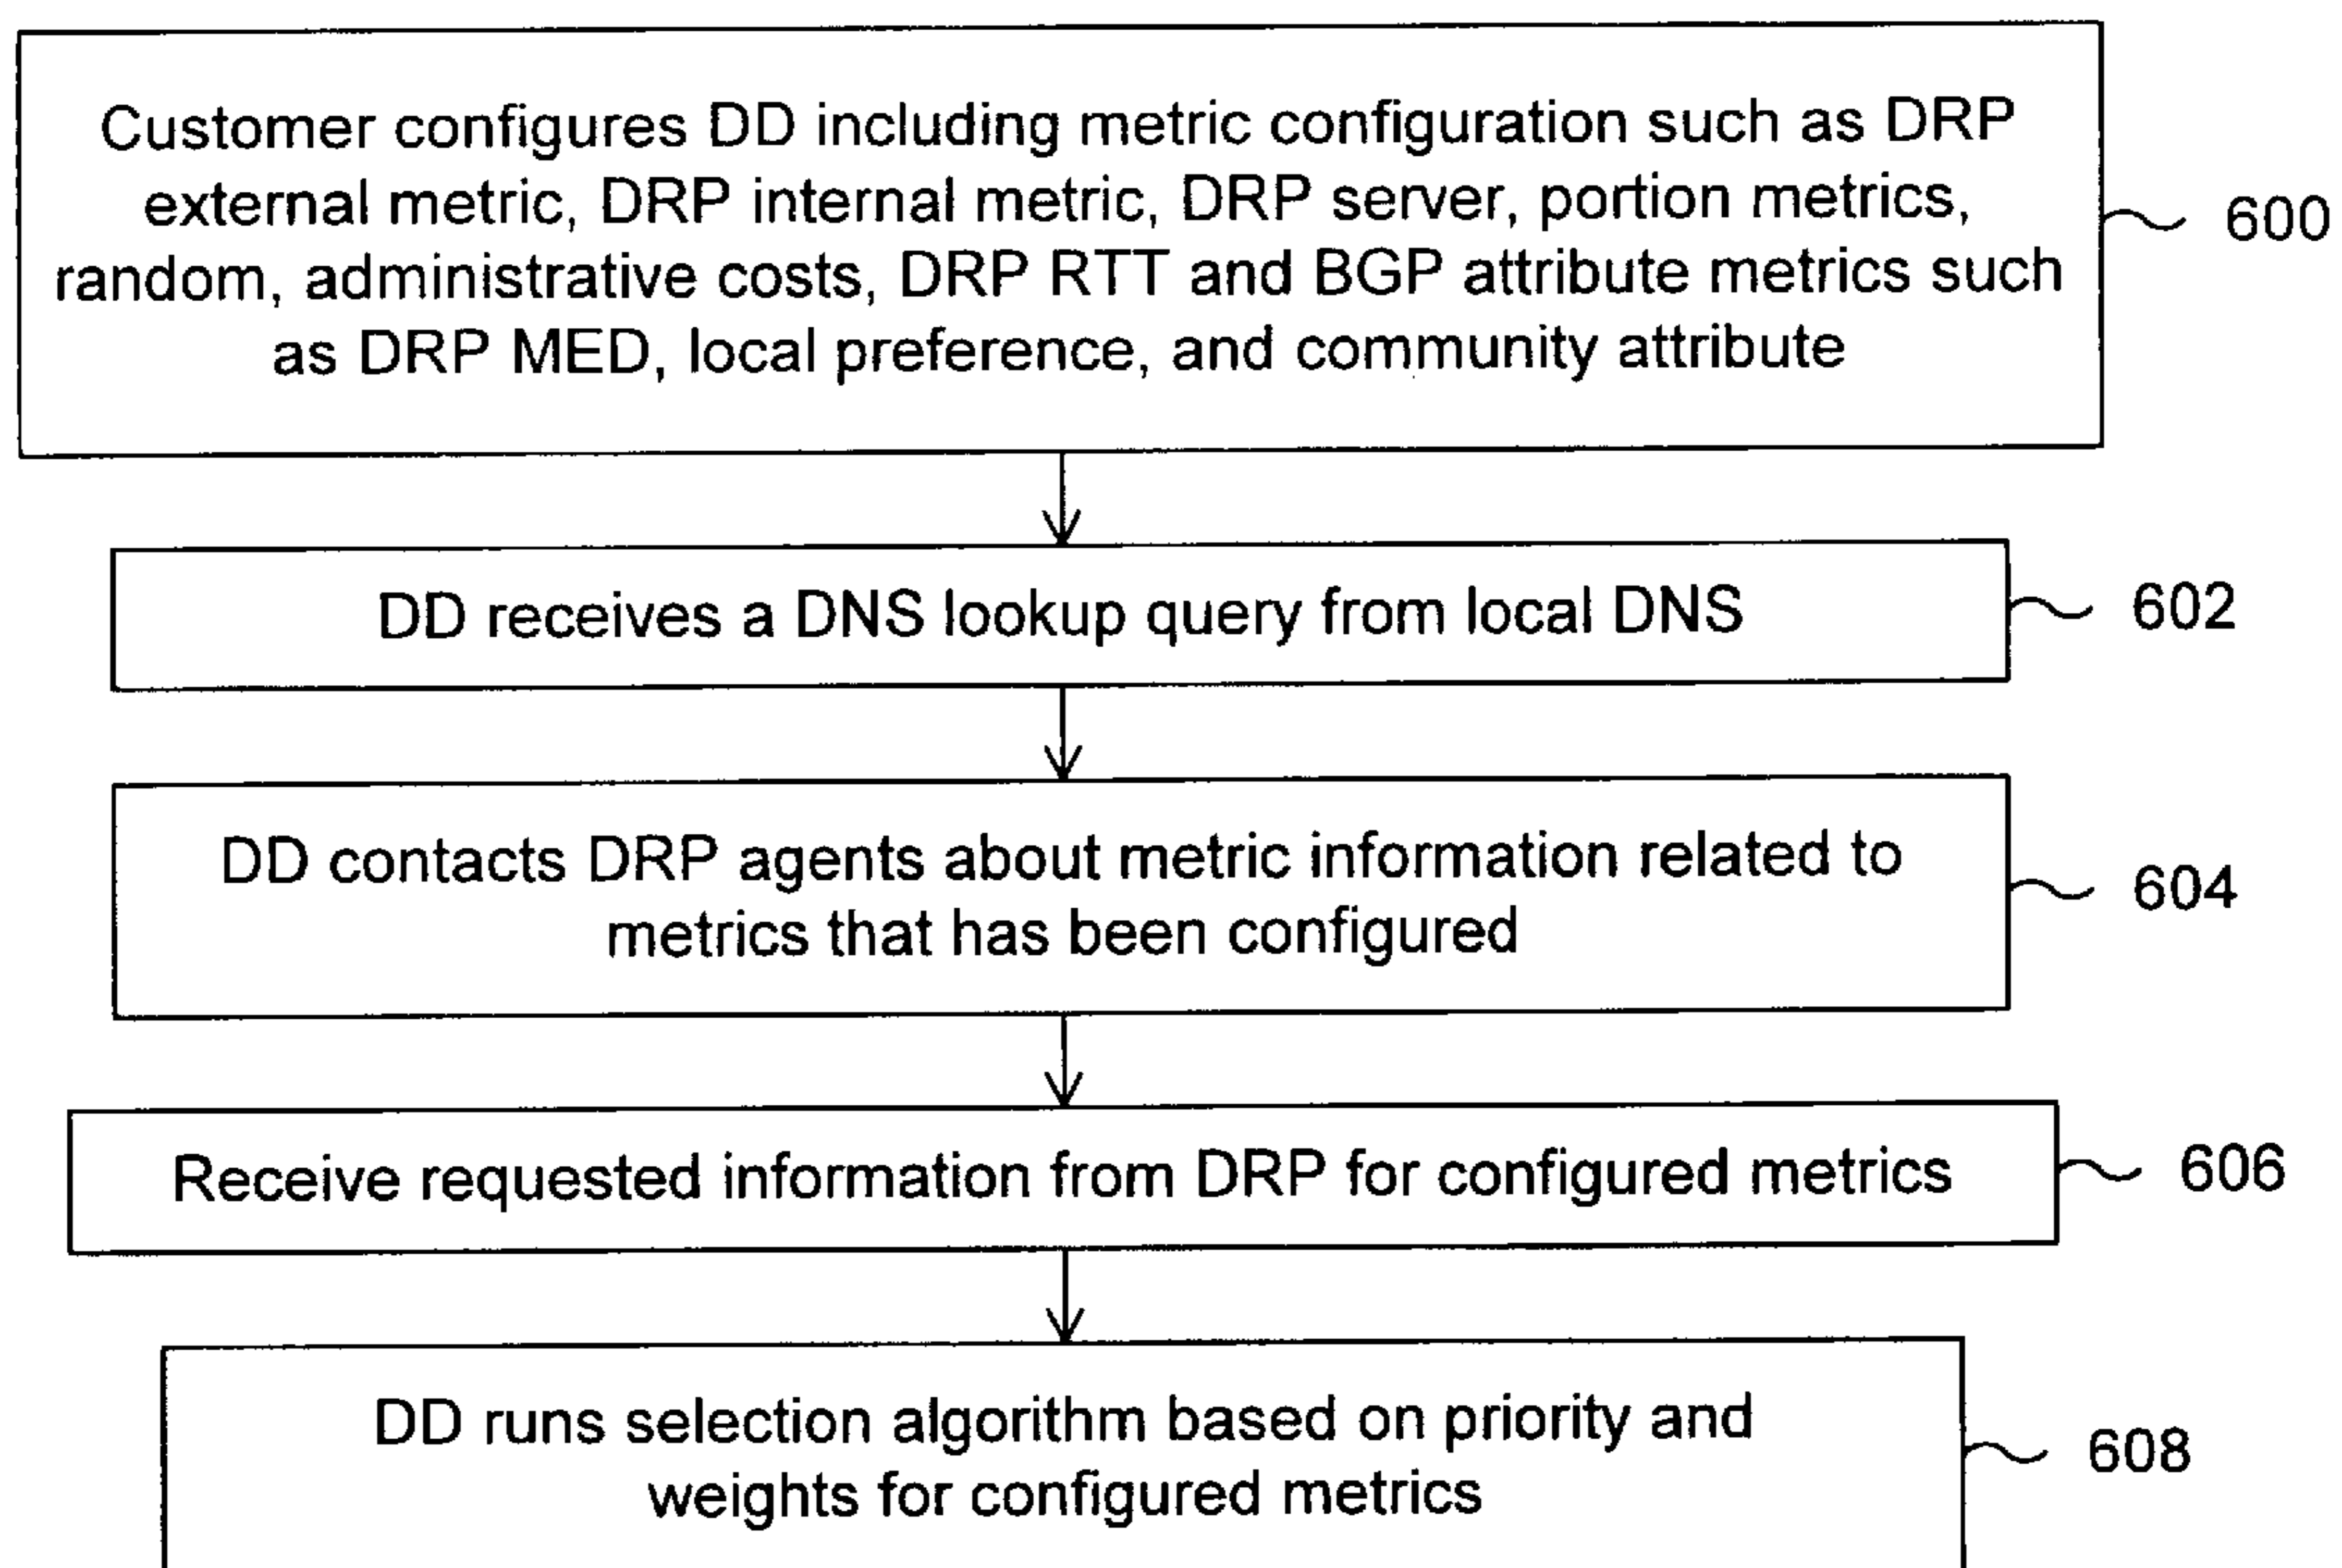 Customer configures DD including metric configuration such as DRP
external metric, DRP internal metric, DRP server, portion metrics,
random, administrative costs, DRP RTT and BGP attribute metrics such
as DRP MED, local preference, and community attribute
600
DD receives a DNS lookup query from local DNS
602
DD contacts DRP agents about metric information related to
metrics that has been configured
604
Receive requested information from DRP for configured metrics
606
DD runs selection algorithm based on priority and
weights for configured metrics
608